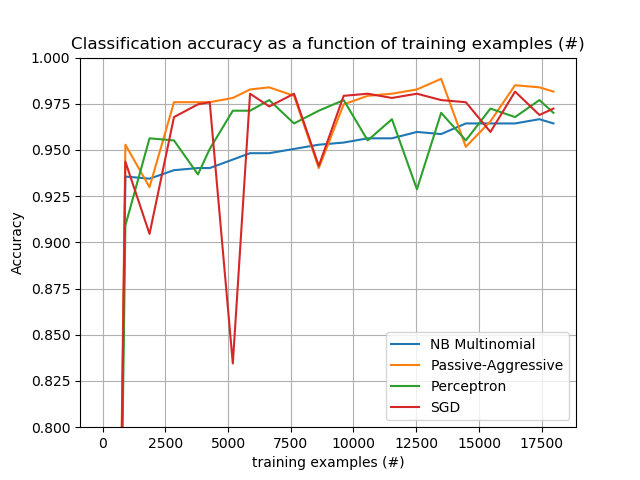 Classification accuracy as a function of training examples (#)
1.000
0.975
0.950
0.925
0.900
0.875
0.850
0.825
0.800
Accuracy
NB Multinomial
Passive-Aggressive
Perceptron
SGD
0 2500 5000 7500 10000 12500 15000 17500
training examples (#)